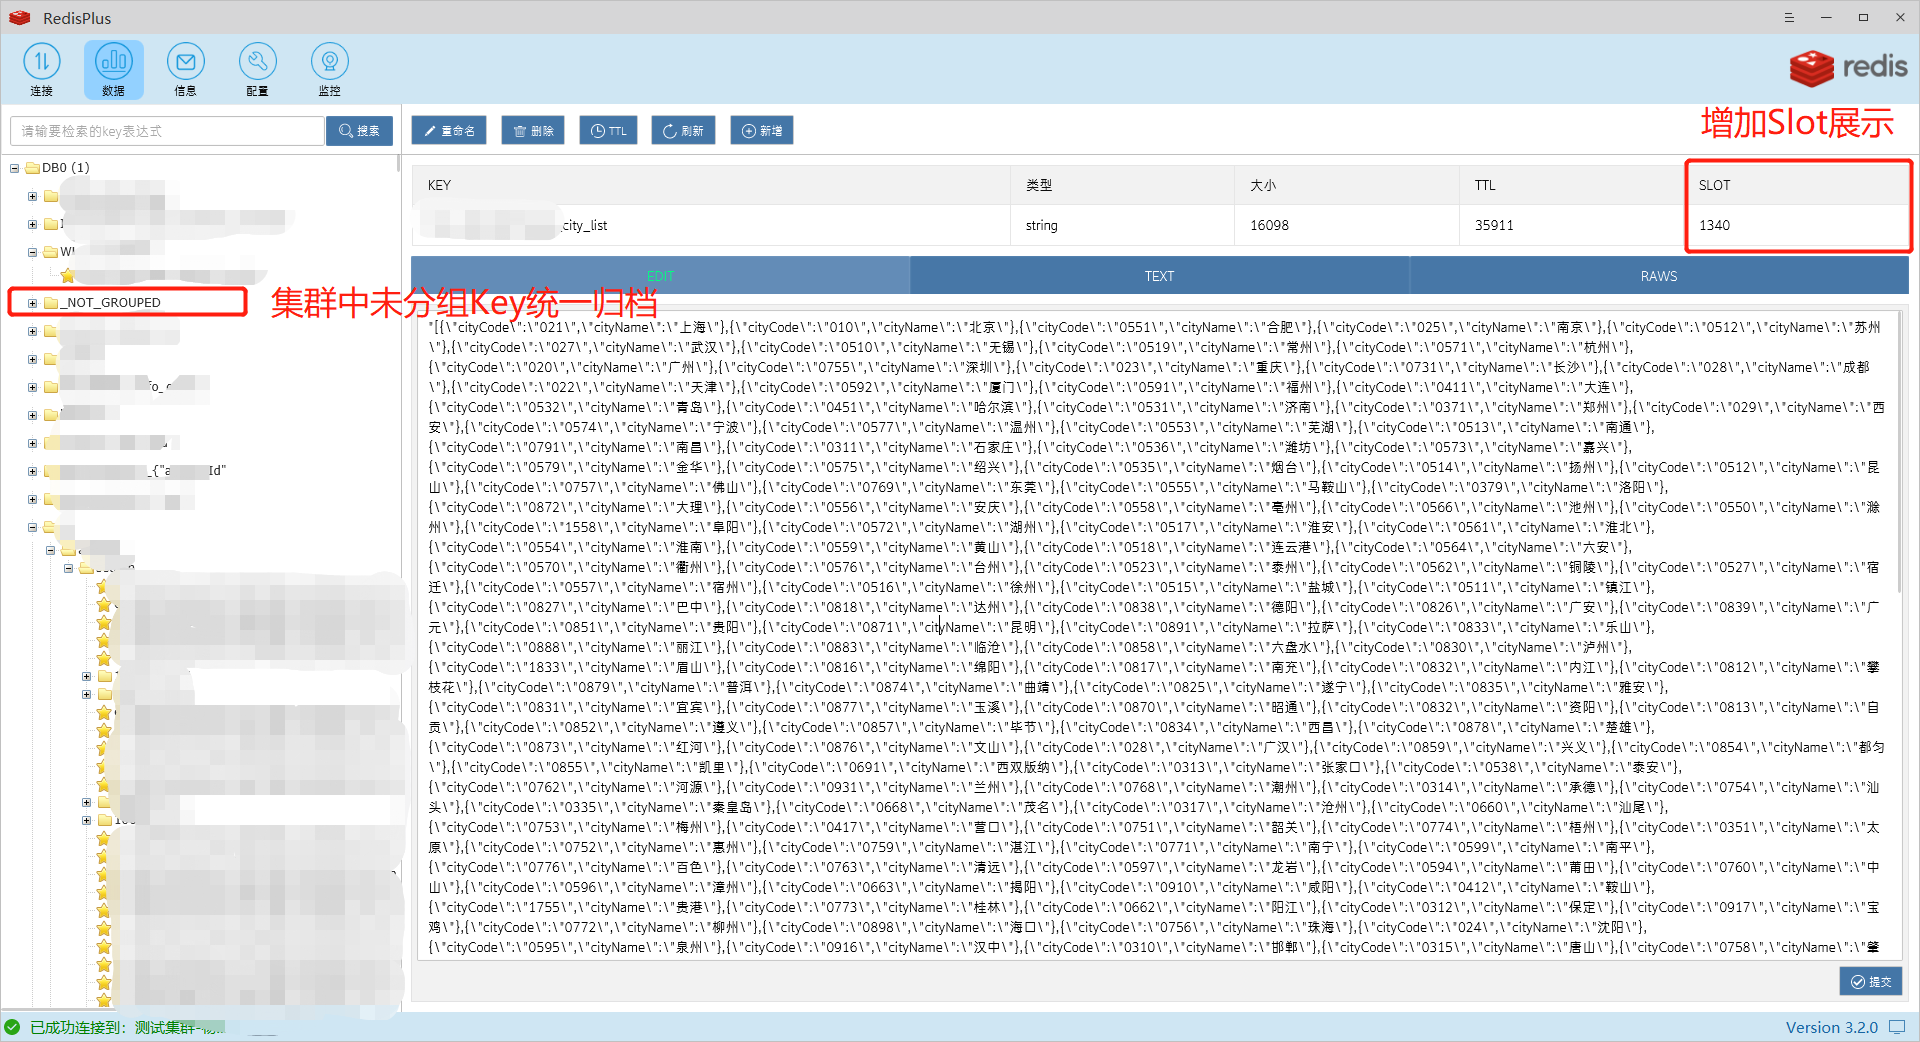 RedisPlus
连接
数据
信息
配置
监控
redis
请输要检索的key表达式
搜索
重命名
删除
TTL
刷新
新增
增加Slot展示
DB0 (1)
_NOT_GROUPED
集群中未分组Key统一归档
_{"a
Id"
KEY
类型
大小
TTL
SLOT
_city_list
string
16098
35911
1340
EDIT
TEXT
RAWS
"[{\"cityCode\":\"021\",\"cityName\":\"上海\"},{\"cityCode\":\"010\",\"cityName\":\"北京\"},{\"cityCode\":\"0551\",\"cityName\":\"合肥\"},{\"cityCode\":\"025\",\"cityName\":\"南京\"},{\"cityCode\":\"0512\",\"cityName\":\"苏州
\"},{\"cityCode\":\"027\",\"cityName\":\"武汉\"},{\"cityCode\":\"0510\",\"cityName\":\"无锡\"},{\"cityCode\":\"0519\",\"cityName\":\"常州\"},{\"cityCode\":\"0571\",\"cityName\":\"杭州\"},
{\"cityCode\":\"020\",\"cityName\":\"广州\"},{\"cityCode\":\"0755\",\"cityName\":\"深圳\"},{\"cityCode\":\"023\",\"cityName\":\"重庆\"},{\"cityCode\":\"0731\",\"cityName\":\"长沙\"},{\"cityCode\":\"028\",\"cityName\":\"成都
\"},{\"cityCode\":\"022\",\"cityName\":\"天津\"},{\"cityCode\":\"0592\",\"cityName\":\"厦门\"},{\"cityCode\":\"0591\",\"cityName\":\"福州\"},{\"cityCode\":\"0411\",\"cityName\":\"大连\"},
{\"cityCode\":\"0532\",\"cityName\":\"青岛\"},{\"cityCode\":\"0451\",\"cityName\":\"哈尔滨\"},{\"cityCode\":\"0531\",\"cityName\":\"济南\"},{\"cityCode\":\"0371\",\"cityName\":\"郑州\"},{\"cityCode\":\"029\",\"cityName\":\"西
安\"},{\"cityCode\":\"0574\",\"cityName\":\"宁波\"},{\"cityCode\":\"0577\",\"cityName\":\"温州\"},{\"cityCode\":\"0553\",\"cityName\":\"芜湖\"},{\"cityCode\":\"0513\",\"cityName\":\"南通\"},
{\"cityCode\":\"0791\",\"cityName\":\"南昌\"},{\"cityCode\":\"0311\",\"cityName\":\"石家庄\"},{\"cityCode\":\"0536\",\"cityName\":\"潍坊\"},{\"cityCode\":\"0573\",\"cityName\":\"嘉兴\"},
{\"cityCode\":\"0579\",\"cityName\":\"金华\"},{\"cityCode\":\"0575\",\"cityName\":\"绍兴\"},{\"cityCode\":\"0535\",\"cityName\":\"烟台\"},{\"cityCode\":\"0514\",\"cityName\":\"扬州\"},{\"cityCode\":\"0512\",\"cityName\":\"昆
山\"},{\"cityCode\":\"0757\",\"cityName\":\"佛山\"},{\"cityCode\":\"0769\",\"cityName\":\"东莞\"},{\"cityCode\":\"0555\",\"cityName\":\"马鞍山\"},{\"cityCode\":\"0379\",\"cityName\":\"洛阳\"},
{\"cityCode\":\"0872\",\"cityName\":\"大理\"},{\"cityCode\":\"0556\",\"cityName\":\"安庆\"},{\"cityCode\":\"0558\",\"cityName\":\"亳州\"},{\"cityCode\":\"0566\",\"cityName\":\"池州\"},{\"cityCode\":\"0550\",\"cityName\":\"滁
州\"},{\"cityCode\":\"1558\",\"cityName\":\"阜阳\"},{\"cityCode\":\"0572\",\"cityName\":\"湖州\"},{\"cityCode\":\"0517\",\"cityName\":\"淮安\"},{\"cityCode\":\"0561\",\"cityName\":\"淮北\"},
{\"cityCode\":\"0554\",\"cityName\":\"淮南\"},{\"cityCode\":\"0559\",\"cityName\":\"黄山\"},{\"cityCode\":\"0518\",\"cityName\":\"连云港\"},{\"cityCode\":\"0564\",\"cityName\":\"六安\"},
{\"cityCode\":\"0570\",\"cityName\":\"衢州\"},{\"cityCode\":\"0576\",\"cityName\":\"台州\"},{\"cityCode\":\"0523\",\"cityName\":\"泰州\"},{\"cityCode\":\"0562\",\"cityName\":\"铜陵\"},{\"cityCode\":\"0527\",\"cityName\":\"宿
迁\"},{\"cityCode\":\"0557\",\"cityName\":\"宿州\"},{\"cityCode\":\"0516\",\"cityName\":\"徐州\"},{\"cityCode\":\"0515\",\"cityName\":\"盐城\"},{\"cityCode\":\"0511\",\"cityName\":\"镇江\"},
{\"cityCode\":\"0827\",\"cityName\":\"巴中\"},{\"cityCode\":\"0818\",\"cityName\":\"达州\"},{\"cityCode\":\"0838\",\"cityName\":\"德阳\"},{\"cityCode\":\"0826\",\"cityName\":\"广安\"},{\"cityCode\":\"0839\",\"cityName\":\"广
元\"},{\"cityCode\":\"0851\",\"cityName\":\"贵阳\"},{\"cityCode\":\"0871\",\"cityName\":\"昆明\"},{\"cityCode\":\"0891\",\"cityName\":\"拉萨\"},{\"cityCode\":\"0833\",\"cityName\":\"乐山\"},
{\"cityCode\":\"0888\",\"cityName\":\"丽江\"},{\"cityCode\":\"0883\",\"cityName\":\"临沧\"},{\"cityCode\":\"0858\",\"cityName\":\"六盘水\"},{\"cityCode\":\"0830\",\"cityName\":\"泸州\"},
{\"cityCode\":\"1833\",\"cityName\":\"眉山\"},{\"cityCode\":\"0816\",\"cityName\":\"绵阳\"},{\"cityCode\":\"0817\",\"cityName\":\"南充\"},{\"cityCode\":\"0832\",\"cityName\":\"内江\"},{\"cityCode\":\"0812\",\"cityName\":\"攀
枝花\"},{\"cityCode\":\"0879\",\"cityName\":\"普洱\"},{\"cityCode\":\"0874\",\"cityName\":\"曲靖\"},{\"cityCode\":\"0825\",\"cityName\":\"遂宁\"},{\"cityCode\":\"0835\",\"cityName\":\"雅安\"},
{\"cityCode\":\"0831\",\"cityName\":\"宜宾\"},{\"cityCode\":\"0877\",\"cityName\":\"玉溪\"},{\"cityCode\":\"0870\",\"cityName\":\"昭通\"},{\"cityCode\":\"0832\",\"cityName\":\"资阳\"},{\"cityCode\":\"0813\",\"cityName\":\"自
贡\"},{\"cityCode\":\"0852\",\"cityName\":\"遵义\"},{\"cityCode\":\"0857\",\"cityName\":\"毕节\"},{\"cityCode\":\"0834\",\"cityName\":\"西昌\"},{\"cityCode\":\"0878\",\"cityName\":\"楚雄\"},
{\"cityCode\":\"0873\",\"cityName\":\"红河\"},{\"cityCode\":\"0876\",\"cityName\":\"文山\"},{\"cityCode\":\"028\",\"cityName\":\"广汉\"},{\"cityCode\":\"0859\",\"cityName\":\"兴义\"},{\"cityCode\":\"0854\",\"cityName\":\"都匀
\"},{\"cityCode\":\"0855\",\"cityName\":\"凯里\"},{\"cityCode\":\"0691\",\"cityName\":\"西双版纳\"},{\"cityCode\":\"0313\",\"cityName\":\"张家口\"},{\"cityCode\":\"0538\",\"cityName\":\"泰安\"},
{\"cityCode\":\"0762\",\"cityName\":\"河源\"},{\"cityCode\":\"0931\",\"cityName\":\"兰州\"},{\"cityCode\":\"0768\",\"cityName\":\"潮州\"},{\"cityCode\":\"0314\",\"cityName\":\"承德\"},{\"cityCode\":\"0754\",\"cityName\":\"汕
头\"},{\"cityCode\":\"0335\",\"cityName\":\"秦皇岛\"},{\"cityCode\":\"0668\",\"cityName\":\"茂名\"},{\"cityCode\":\"0317\",\"cityName\":\"沧州\"},{\"cityCode\":\"0660\",\"cityName\":\"汕尾\"},
{\"cityCode\":\"0753\",\"cityName\":\"梅州\"},{\"cityCode\":\"0417\",\"cityName\":\"营口\"},{\"cityCode\":\"0751\",\"cityName\":\"韶关\"},{\"cityCode\":\"0774\",\"cityName\":\"梧州\"},{\"cityCode\":\"0351\",\"cityName\":\"太
原\"},{\"cityCode\":\"0752\",\"cityName\":\"惠州\"},{\"cityCode\":\"0759\",\"cityName\":\"湛江\"},{\"cityCode\":\"0771\",\"cityName\":\"南宁\"},{\"cityCode\":\"0599\",\"cityName\":\"南平\"},
{\"cityCode\":\"0776\",\"cityName\":\"百色\"},{\"cityCode\":\"0763\",\"cityName\":\"清远\"},{\"cityCode\":\"0597\",\"cityName\":\"龙岩\"},{\"cityCode\":\"0594\",\"cityName\":\"莆田\"},{\"cityCode\":\"0760\",\"cityName\":\"中
山\"},{\"cityCode\":\"0596\",\"cityName\":\"漳州\"},{\"cityCode\":\"0663\",\"cityName\":\"揭阳\"},{\"cityCode\":\"0910\",\"cityName\":\"咸阳\"},{\"cityCode\":\"0412\",\"cityName\":\"鞍山\"},
{\"cityCode\":\"1755\",\"cityName\":\"贵港\"},{\"cityCode\":\"0773\",\"cityName\":\"桂林\"},{\"cityCode\":\"0662\",\"cityName\":\"阳江\"},{\"cityCode\":\"0312\",\"cityName\":\"保定\"},{\"cityCode\":\"0917\",\"cityName\":\"宝
鸡\"},{\"cityCode\":\"0772\",\"cityName\":\"柳州\"},{\"cityCode\":\"0898\",\"cityName\":\"海口\"},{\"cityCode\":\"0756\",\"cityName\":\"珠海\"},{\"cityCode\":\"024\",\"cityName\":\"沈阳\"},
{\"cityCode\":\"0595\",\"cityName\":\"泉州\"},{\"cityCode\":\"0916\",\"cityName\":\"汉中\"},{\"cityCode\":\"0310\",\"cityName\":\"邯郸\"},{\"cityCode\":\"0315\",\"cityName\":\"唐山\"},{\"cityCode\":\"0758\",\"cityName\":\"肇
提交
已成功连接到：测试集群-
Version 3.2.0